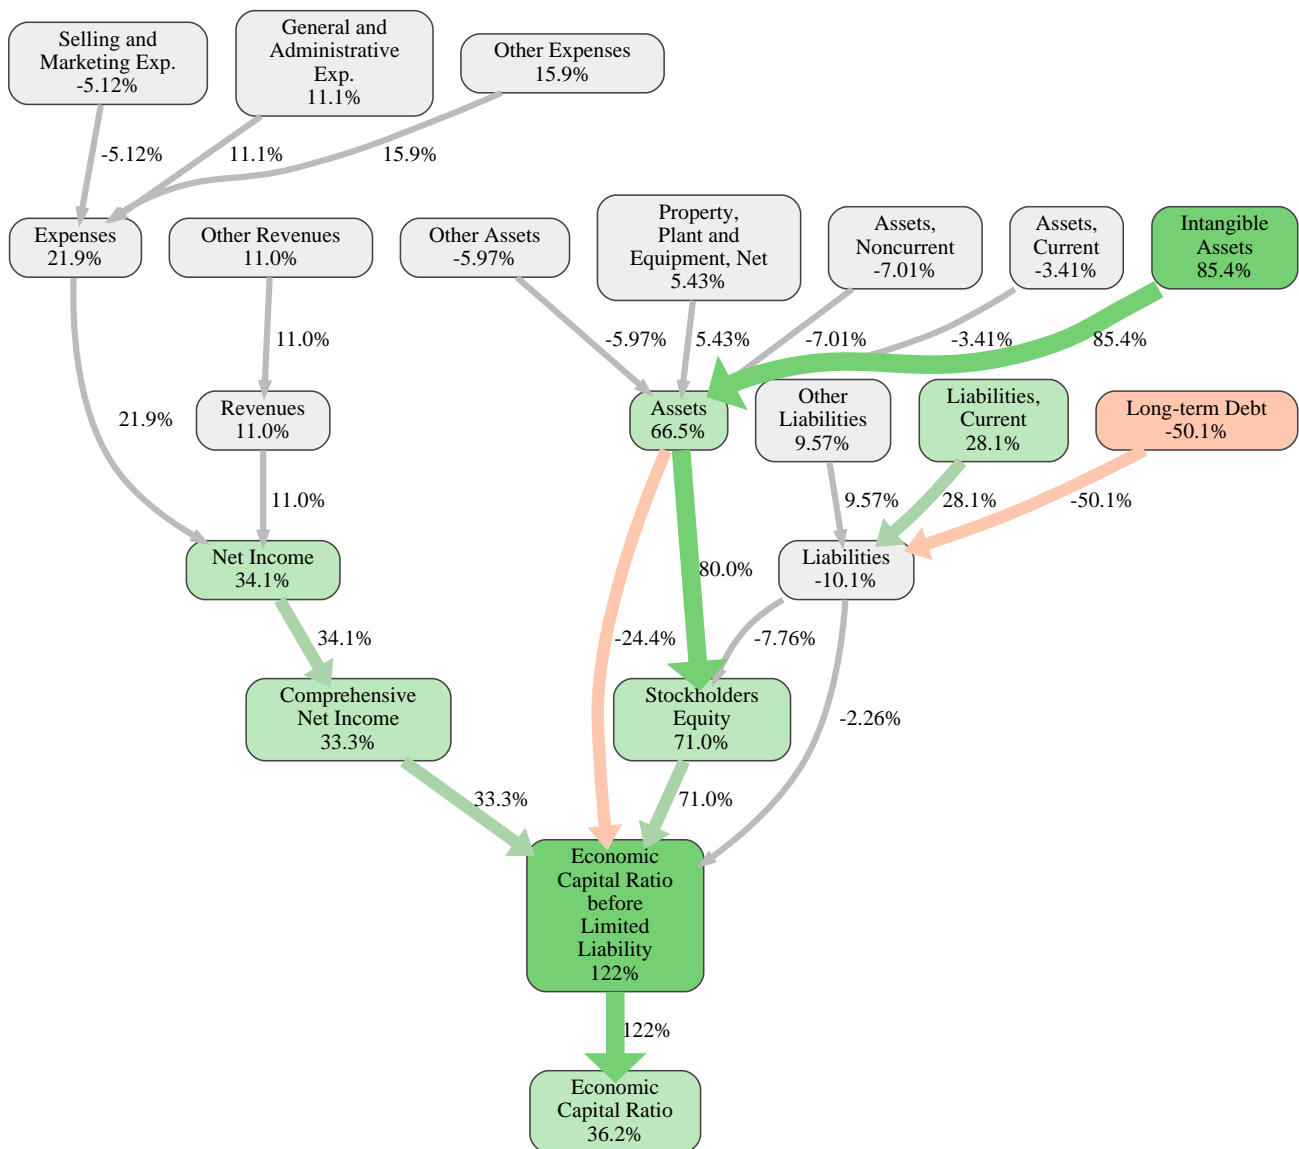 Selling and
Marketing Exp.
-5.12%
General and
Administrative
Exp.
11.1%
Other Expenses
15.9%
-5.12%
11.1%
15.9%
Expenses
21.9%
Other Revenues
11.0%
Other Assets
-5.97%
Property,
Plant and
Equipment, Net
5.43%
Assets,
Noncurrent
-7.01%
Assets,
Current
-3.41%
Intangible
Assets
85.4%
11.0%
-5.97%
5.43%
-7.01%
-3.41%
85.4%
21.9%
Revenues
11.0%
Assets
66.5%
Other
Liabilities
9.57%
Liabilities,
Current
28.1%
Long-term Debt
-50.1%
11.0%
9.57%
28.1%
-50.1%
Net Income
34.1%
80.0%
Liabilities
-10.1%
34.1%
-24.4%
-7.76%
Comprehensive
Net Income
33.3%
Stockholders
Equity
71.0%
-2.26%
33.3%
71.0%
Economic
Capital Ratio
before
Limited
Liability
122%
122%
Economic
Capital Ratio
36.2%